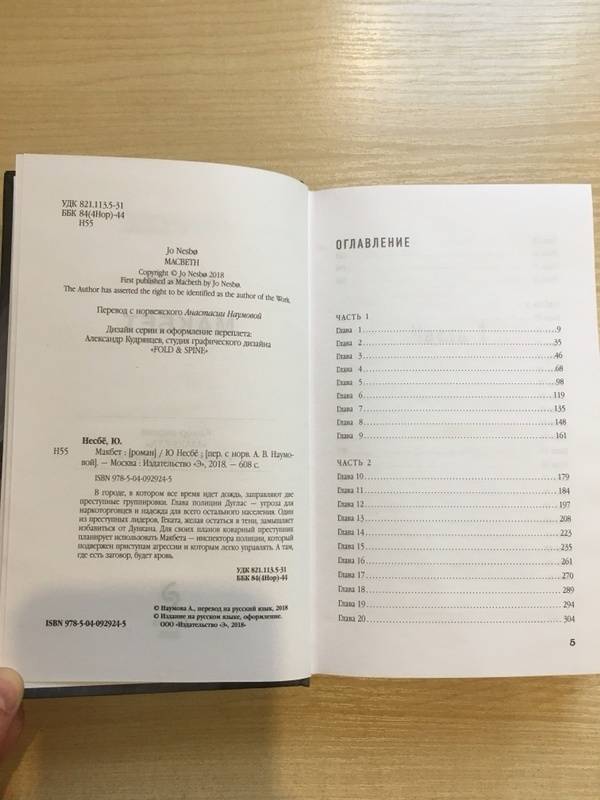 УДК 821.113.5-31
ББК 84(4Нор)-44
Н55
Jo Nesbø
MACBETH
Copyright © Jo Nesbø 2018
First published as Macbeth by Jo Nesbø.
The Author has asserted the right to be identified as the author of the Work.
Перевод с норвежского Анастасии Наумовой
Дизайн серии и оформление переплета:
Александр Кудрявцев, студия графического дизайна
«FOLD & SPINE»
Несбё, Ю.
Н55 Макбет : [роман] / Ю Несбё ; [пер. с норв. А. В. Наумо-
вой]. — Москва : Издательство «Э», 2018. — 608 с.
ISBN 978-5-04-092924-5
В городе, в котором все время идет дождь, заправляют две
преступные группировки. Глава полиции Дуглас — угроза для
наркоторговцев и надежда для всего остального населения. Один
из преступных лидеров, Геката, желая остаться в тени, замышляет
избавиться от Дункана. Для своих планов коварный преступник
планирует использовать Макбета — инспектора полиции, который
подвержен приступам агрессии и которым легко управлять. А там,
где есть заговор, будет кровь.
УДК 821.113.5-31
ББК 84(4Нор)-44
© Наумова А., перевод на русский язык, 2018
© Издание на русском языке, оформление.
ООО «Издательство «Э», 2018
ISBN 978-5-04-092924-5
ОГЛАВЛЕНИЕ
ЧАСТЬ 1
Глава 1 9
Глава 2 35
Глава 3 46
Глава 4 68
Глава 5 98
Глава 6 119
Глава 7 135
Глава 8 148
Глава 9 161
ЧАСТЬ 2
Глава 10 179
Глава 11 184
Глава 12 197
Глава 13 208
Глава 14 223
Глава 15 235
Глава 16 261
Глава 17 270
Глава 18 289
Глава 19 294
Глава 20 304
5